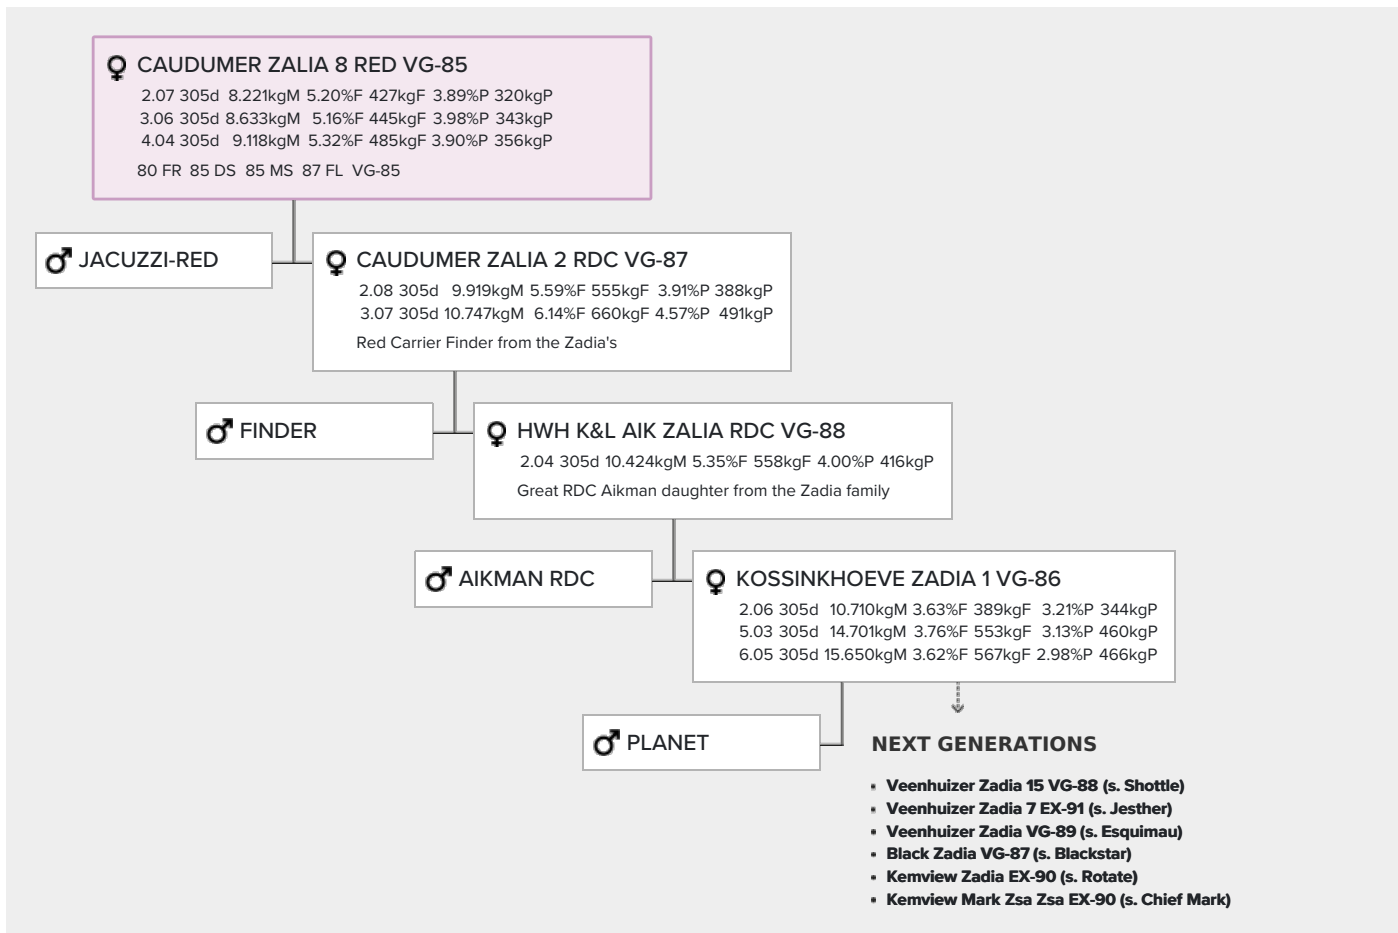 CAUDUMER ZALIA 8 RED VG-85
2.07 305d 8.221kgM 5.20%F 427kgF 3.89%P 320kgP
3.06 305d 8.633kgM 5.16%F 445kgF 3.98%P 343kgP
4.04 305d 9.118kgM 5.32%F 485kgF 3.90%P 356kgP
80 FR 85 DS 85 MS 87 FL VG-85
JACUZZI-RED
CAUDUMER ZALIA 2 RDC VG-87
2.08 305d 9.919kgM 5.59%F 555kgF 3.91%P 388kgP
3.07 305d 10.747kgM 6.14%F 660kgF 4.57%P 491kgP
Red Carrier Finder from the Zadia's
FINDER
HWH K&L AIK ZALIA RDC VG-88
2.04 305d 10.424kgM 5.35%F 558kgF 4.00%P 416kgP
Great RDC Aikman daughter from the Zadia family
AIKMAN RDC
KOSSINKHOEVE ZADIA 1 VG-86
2.06 305d 10.710kgM 3.63%F 389kgF 3.21%P 344kgP
5.03 305d 14.701kgM 3.76%F 553kgF 3.13%P 460kgP
6.05 305d 15.650kgM 3.62%F 567kgF 2.98%P 466kgP
PLANET
NEXT GENERATIONS
Veenhuizer Zadia 15 VG-88 (s. Shottle)
Veenhuizer Zadia 7 EX-91 (s. Jesther)
Veenhuizer Zadia VG-89 (s. Esquimau)
Black Zadia VG-87 (s. Blackstar)
Kemview Zadia EX-90 (s. Rotate)
Kemview Mark Zsa Zsa EX-90 (s. Chief Mark)